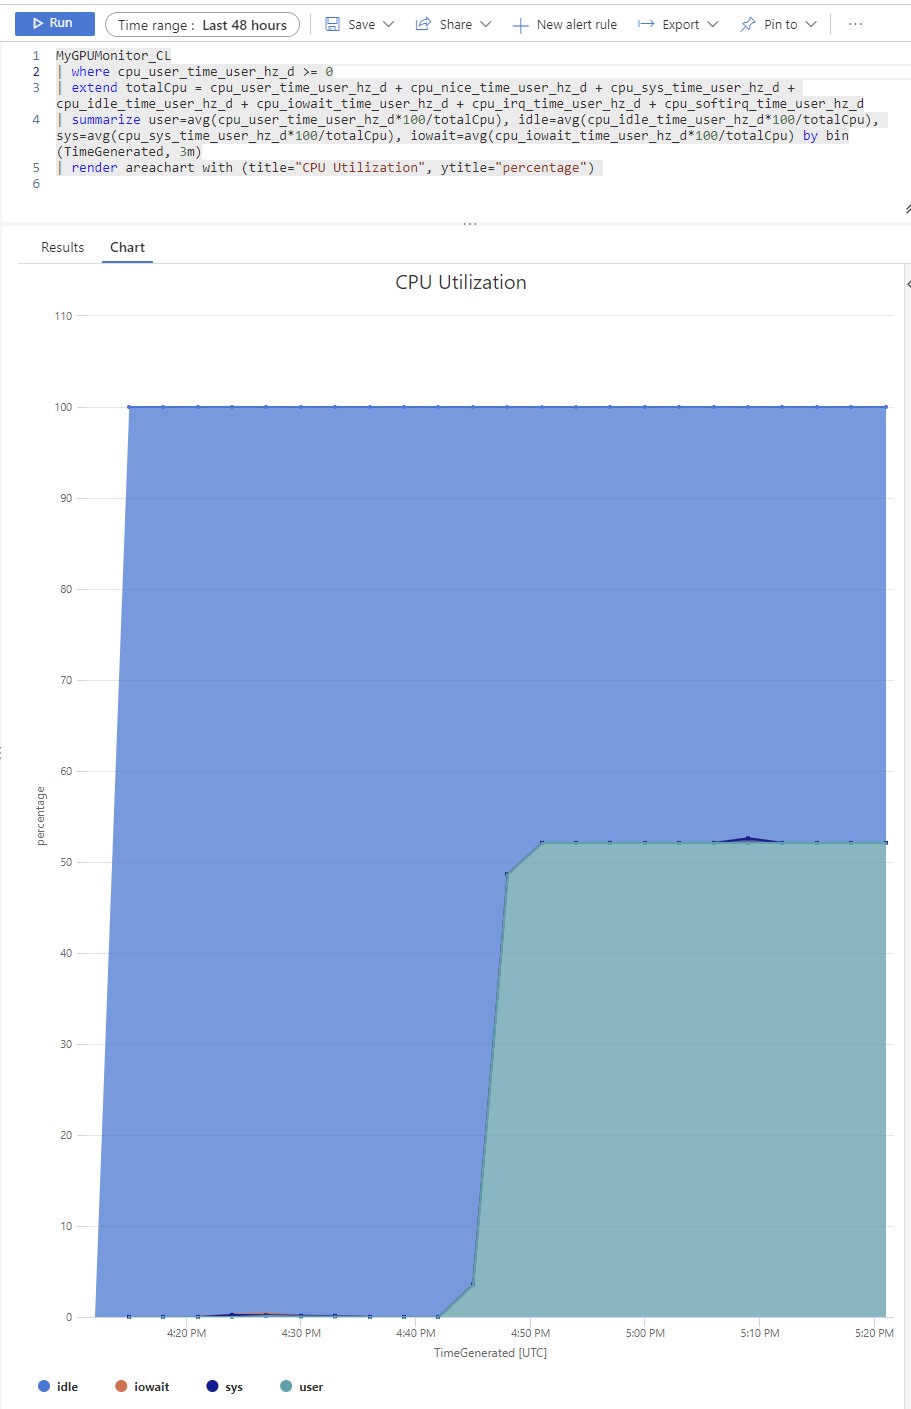 Run
Time range : Last 48 hours
Save
Share
New alert rule
Export
Pin to
1 MyGPUMonitor_CL
2 | where cpu_user_time_user_hz_d >= 0
3 | extend totalCpu = cpu_user_time_user_hz_d + cpu_nice_time_user_hz_d + cpu_sys_time_user_hz_d +
cpu_idle_time_user_hz_d + cpu_iowait_time_user_hz_d + cpu_irq_time_user_hz_d + cpu_softirq_time_user_hz_d
4 | summarize user=avg(cpu_user_time_user_hz_d*100/totalCpu), idle=avg(cpu_idle_time_user_hz_d*100/totalCpu),
sys=avg(cpu_sys_time_user_hz_d*100/totalCpu), iowait=avg(cpu_iowait_time_user_hz_d*100/totalCpu) by bin
(TimeGenerated, 3m)
5 | render areachart with (title="CPU Utilization", ytitle="percentage")
6
Results
Chart
CPU Utilization
110
100
90
80
70
60
50
40
30
20
10
0
percentage
4:20 PM
4:30 PM
4:40 PM
4:50 PM
5:00 PM
5:10 PM
5:20 PM
TimeGenerated [UTC]
idle
iowait
sys
user